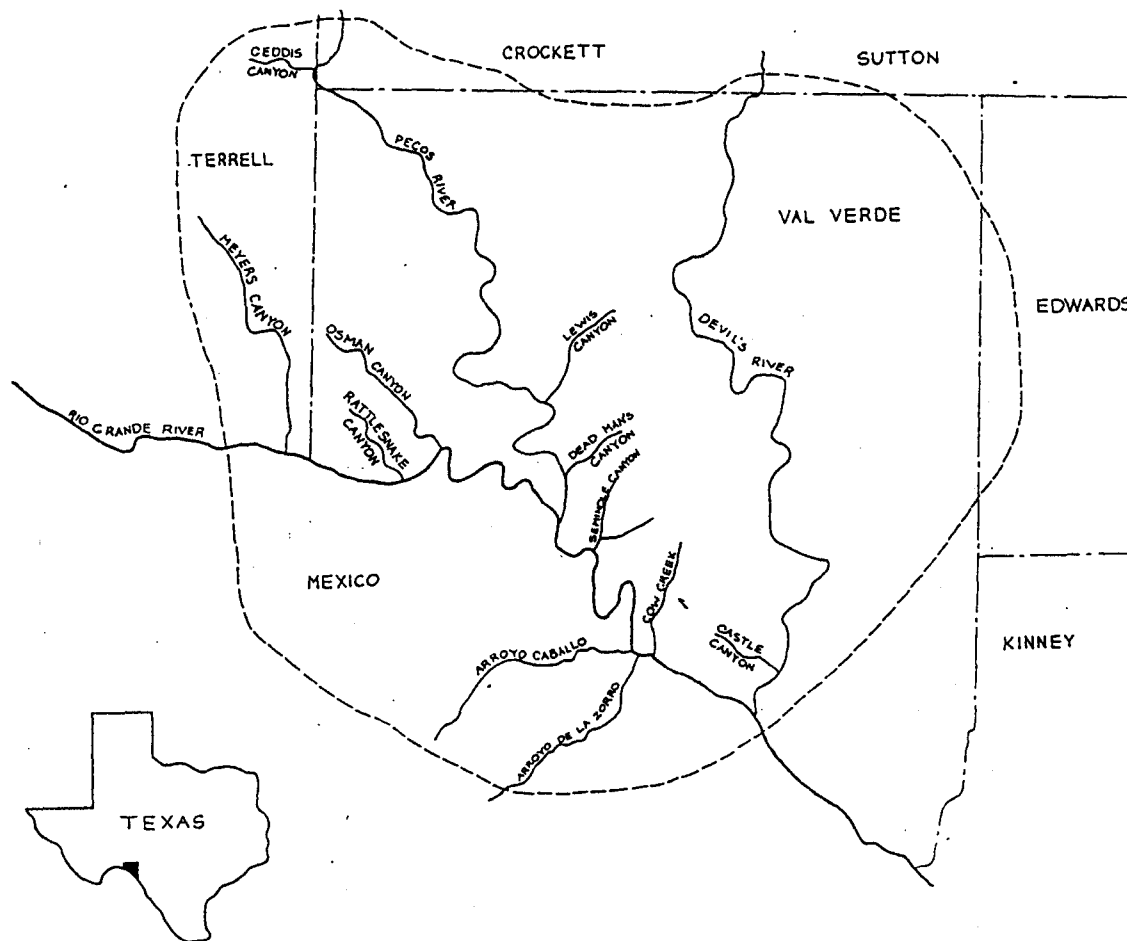 CROCKETT
SUTTON
GEDDIS
CANYON
PECOS
RIVER
TERRELL
VAL VERDE
MEYERS CANYON
EDWARDS
OSMAN CANYON
LEWIS
CANYON
DEVIL'S
RIVER
RATTLESNAKE
CANYON
RIO GRANDE RIVER
DEAD MAN'S
CANYON
SEMINOLE CANYON
MEXICO
COW CREEK
CASTLE
CANYON
KINNEY
ARROYO CABALLO
ARROYO DE LA ZORRO
TEXAS